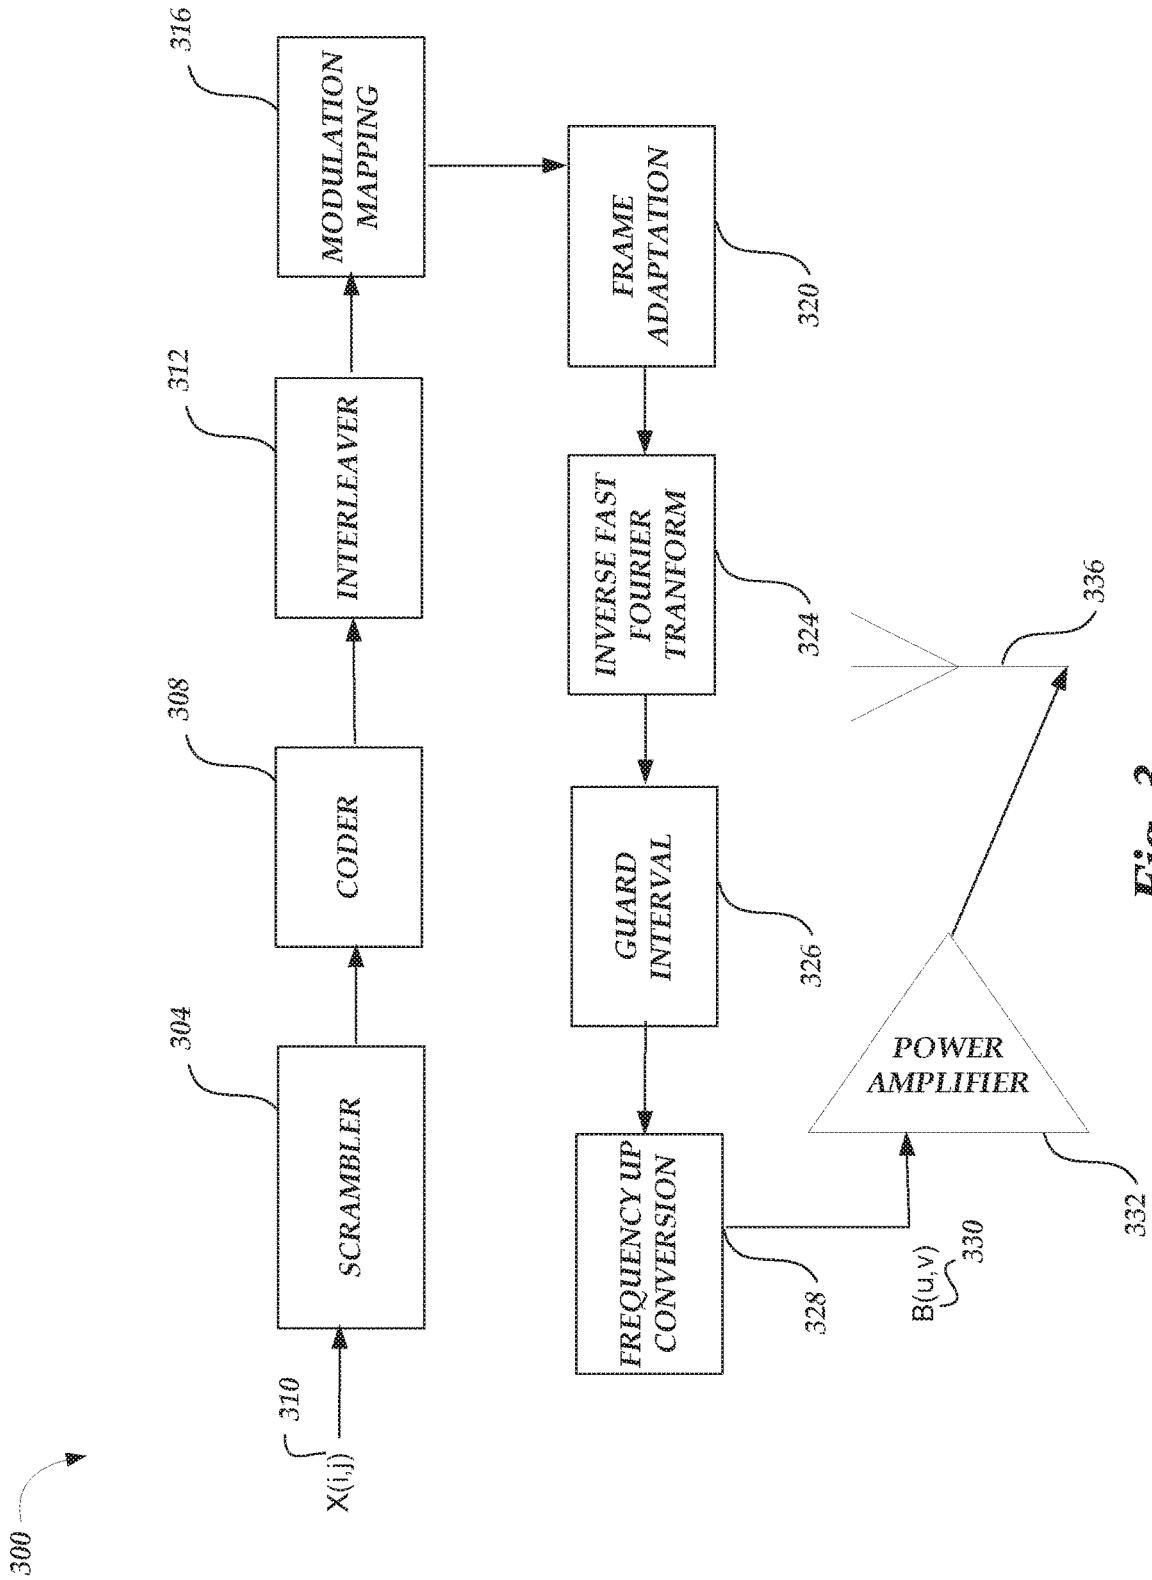 300
X(i,j)
310
SCRAMBLER
304
CODER
308
INTERLEAVER
312
MODULATION
MAPPING
316
FRAME
ADAPTATION
320
INVERSE FAST
FOURIER
TRANFORM
324
GUARD
INTERVAL
326
FREQUENCY UP
CONVERSION
328
B(u,v)
330
POWER
AMPLIFIER
332
336